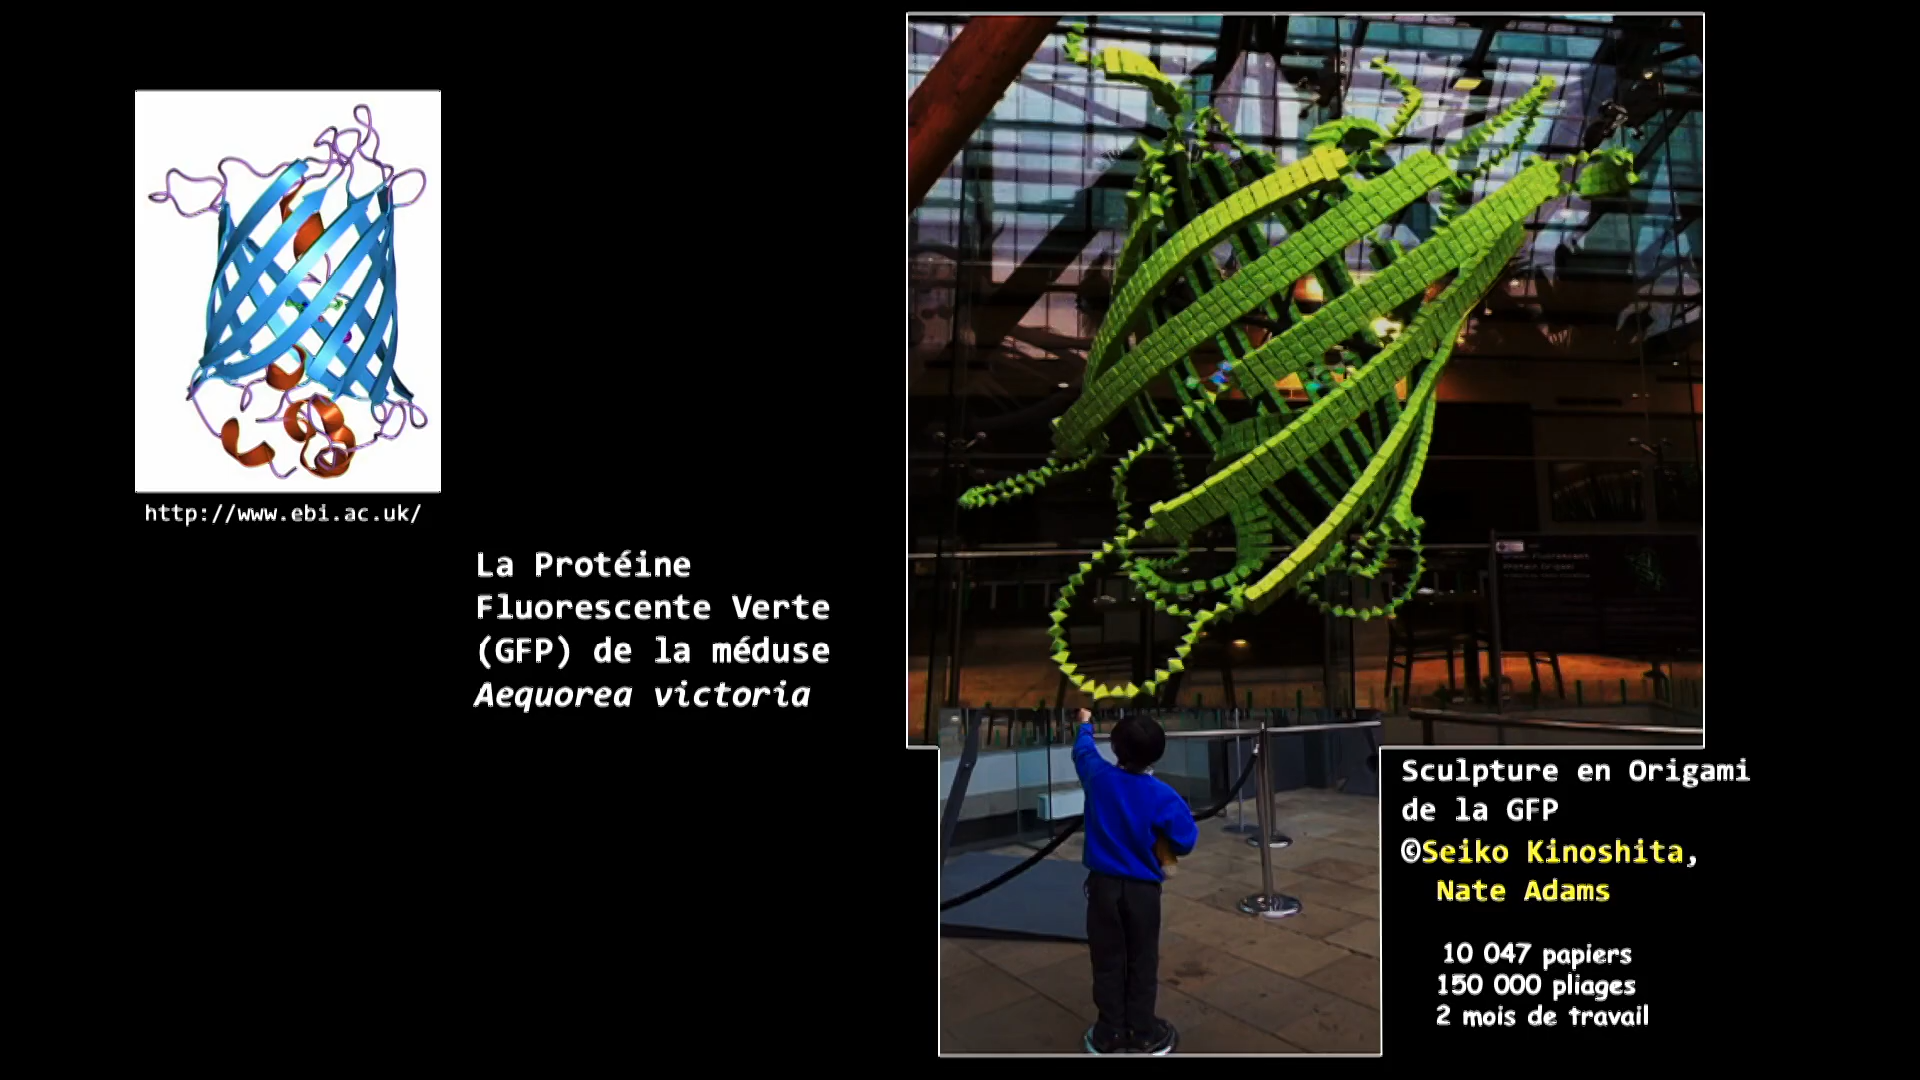 http://www.ebi.ac.uk/
La Protéine
Fluorescente Verte
(GFP) de la méduse
Aequorea victoria
Sculpture en Origami
de la GFP
©Seiko Kinoshita,
Nate Adams
10 047 papiers
150 000 pliages
2 mois de travail